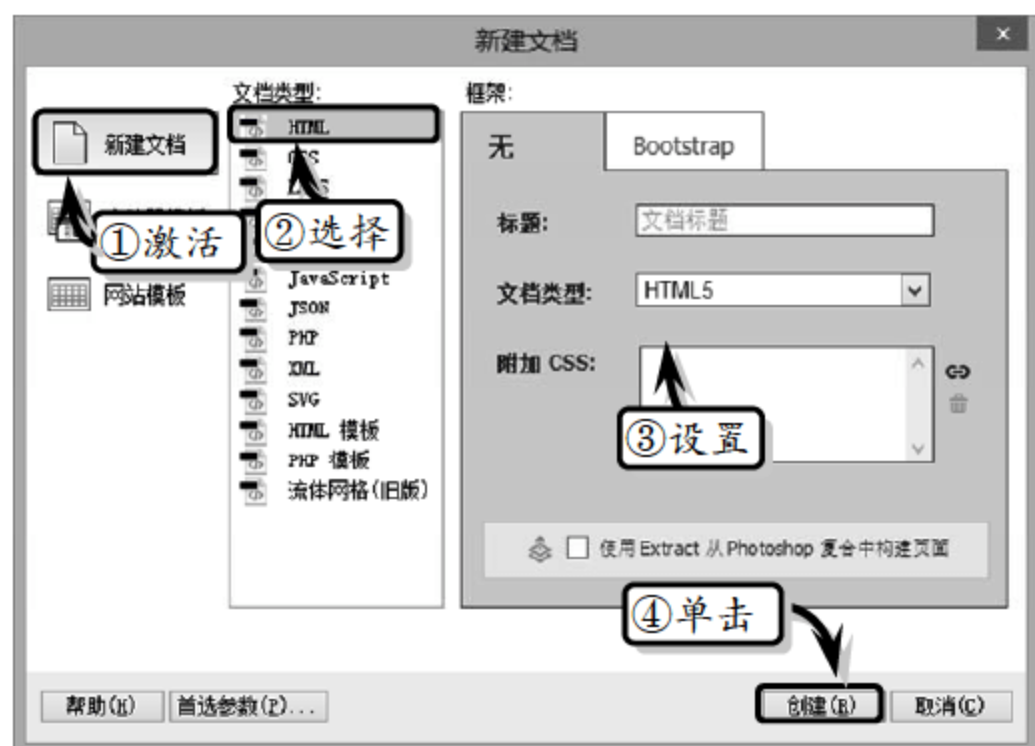 新建文档
×
文档类型:
框架:
新建文档
网站模板
HTML
JavaScript
JSON
PHP
XML
SVG
HTML 模板
PHP 模板
流体网格(旧版)
①激活
②选择
无
Bootstrap
标题:
文档标题
文档类型:
HTML5
附加 CSS:
③设置
使用 Extract 从 Photoshop 复合中构建页面
④单击
帮助(H)
首选参数(P)...
创建(R)
取消(C)